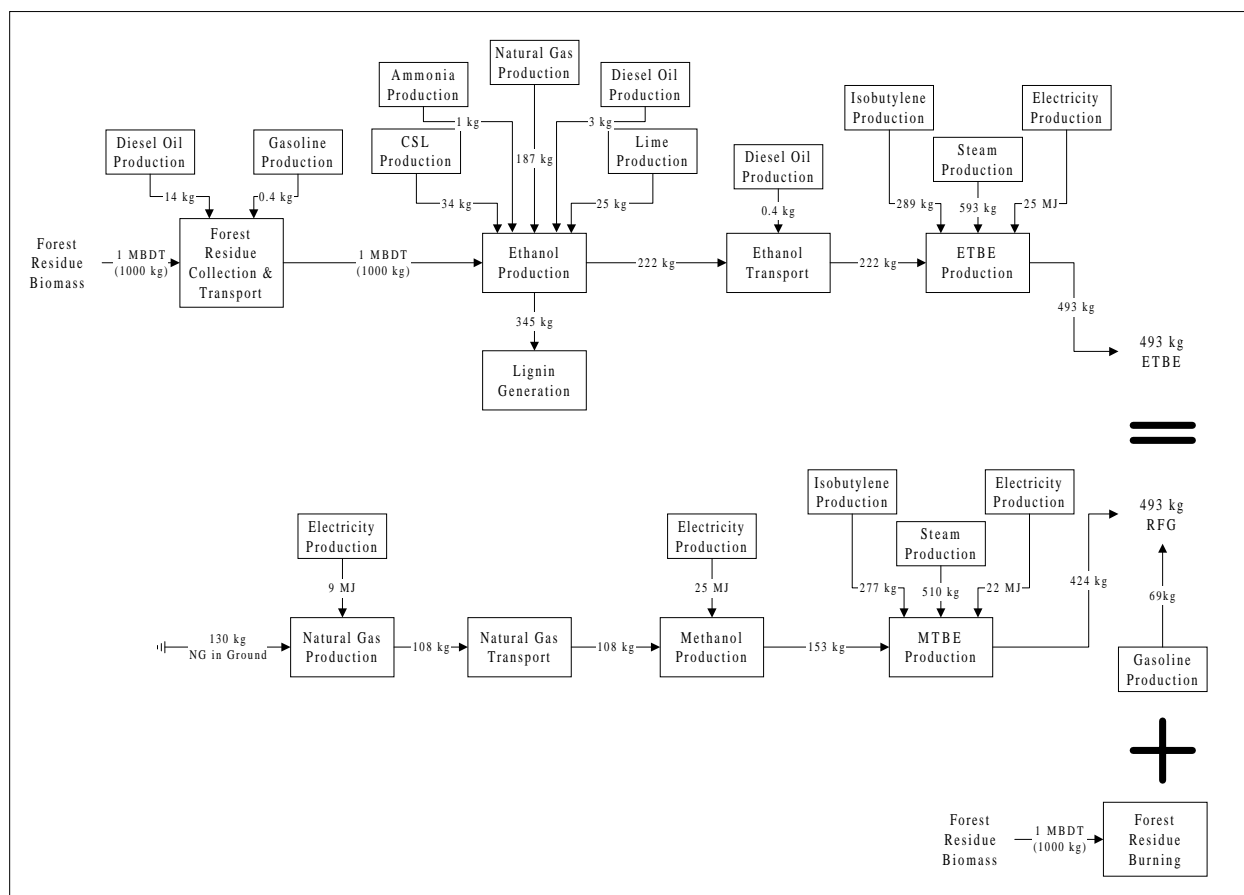 Natural Gas
Production
Ammonia
Production
Diesel Oil
Production
Isobutylene
Production
Electricity
Production
1 kg
3 kg
Diesel Oil
Production
Gasoline
Production
CSL
Production
187 kg
Lime
Production
Diesel Oil
Production
Steam
Production
14 kg
0.4 kg
34 kg
25 kg
0.4 kg
289 kg
593 kg
25 MJ
Forest
Residue
Biomass
1 MBDT
(1000 kg)
Forest
Residue
Collection &
Transport
1 MBDT
(1000 kg)
Ethanol
Production
222 kg
Ethanol
Transport
222 kg
ETBE
Production
493 kg
345 kg
493 kg
ETBE
Lignin
Generation
Isobutylene
Production
Electricity
Production
493 kg
RFG
Electricity
Production
Electricity
Production
Steam
Production
9 MJ
25 MJ
277 kg
510 kg
22 MJ
424 kg
69kg
130 kg
NG in Ground
Natural Gas
Production
108 kg
Natural Gas
Transport
108 kg
Methanol
Production
153 kg
MTBE
Production
Gasoline
Production
Forest
Residue
Biomass
1 MBDT
(1000 kg)
Forest
Residue
Burning